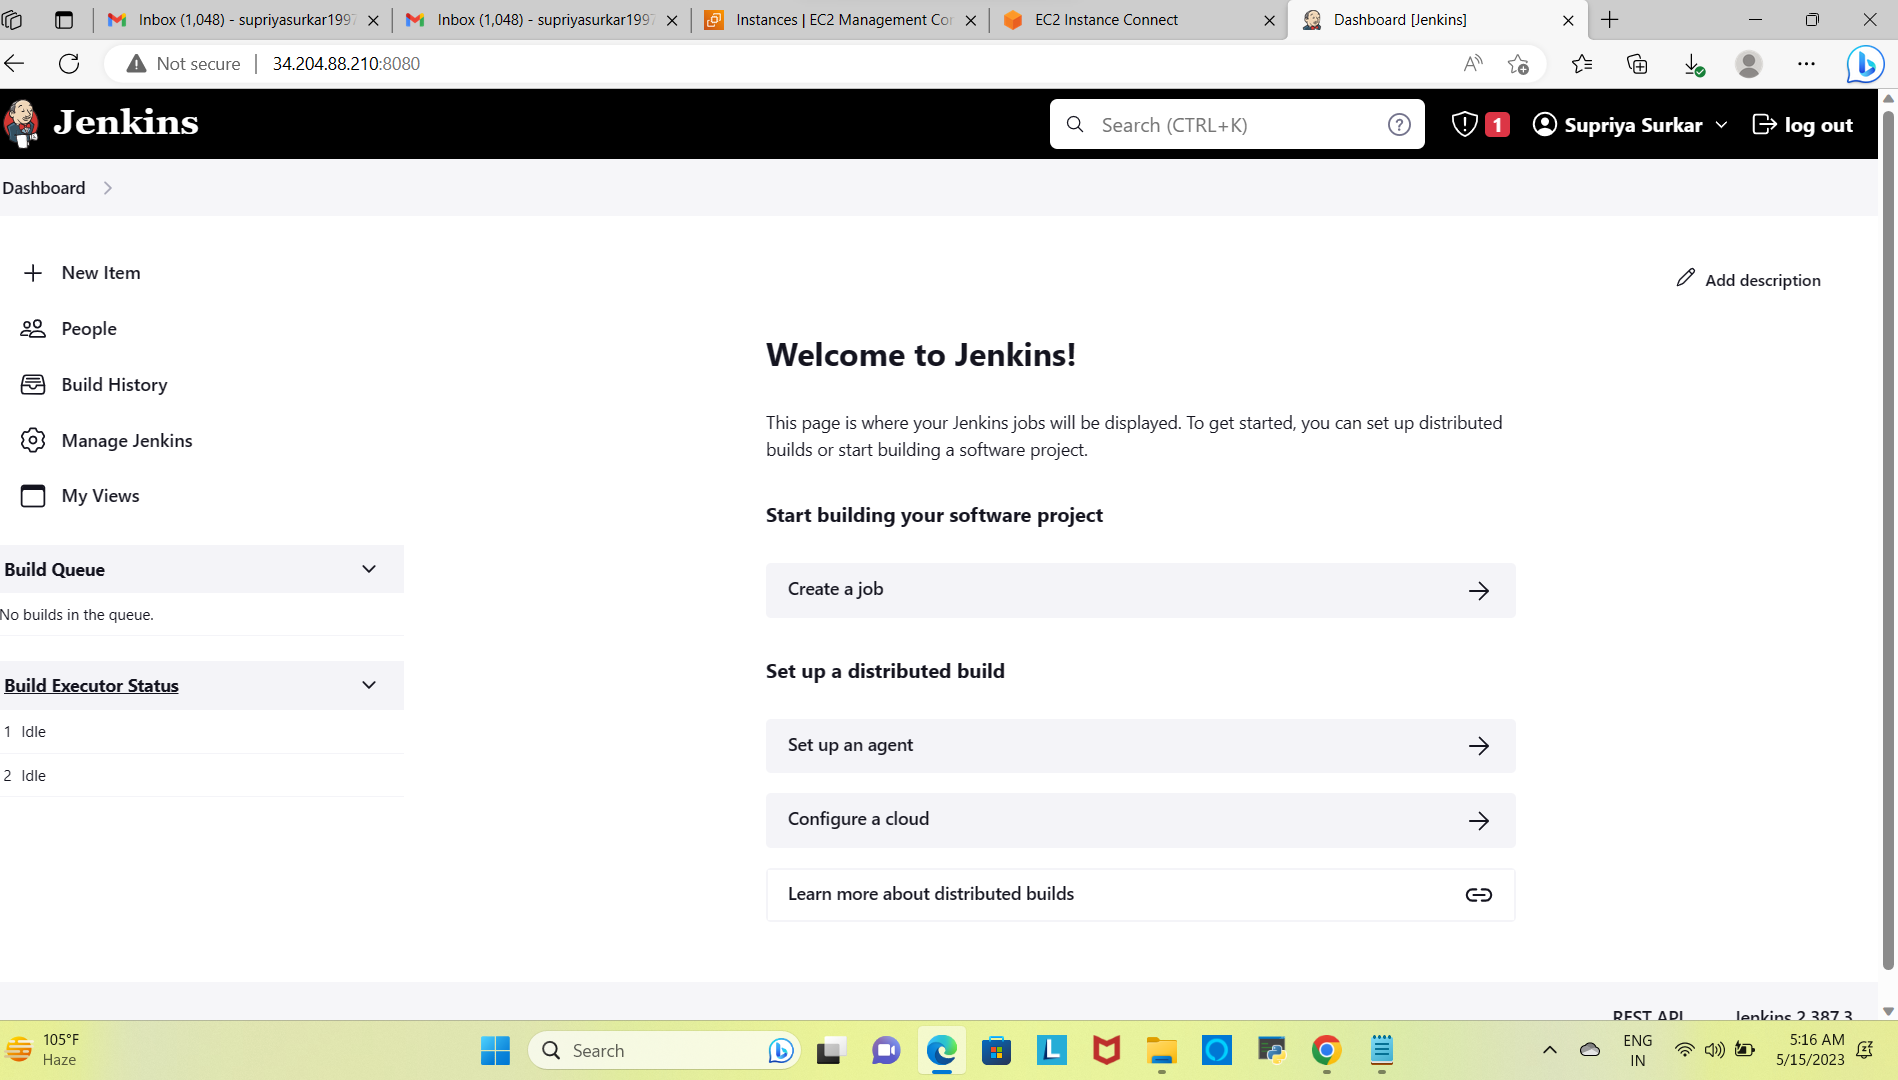 Inbox (1,048) - supriyasurkar1997
Inbox (1,048) - supriyasurkar1997
Instances | EC2 Management Con
EC2 Instance Connect
Dashboard [Jenkins]
Not secure
34.204.88.210:8080
Jenkins
Search (CTRL+K)
1
Supriya Surkar
log out
Dashboard
New Item
Add description
People
Build History
Manage Jenkins
My Views
Welcome to Jenkins!
This page is where your Jenkins jobs will be displayed. To get started, you can set up distributed
builds or start building a software project.
Start building your software project
Create a job
Build Queue
No builds in the queue.
Set up a distributed build
Build Executor Status
1 Idle
2 Idle
Set up an agent
Configure a cloud
Learn more about distributed builds
REST API
Jenkins 2.387.3
105°F
Haze
Search
ENG
IN
5:16 AM
5/15/2023